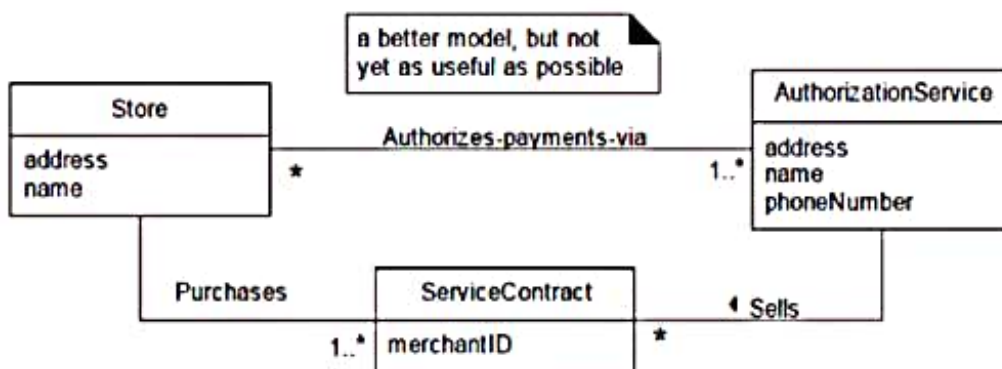 a better model, but not
yet as useful as possible
Store
address
name
Authorizes-payments-via
*
1..*
AuthorizationService
address
name
phoneNumber
Purchases
1..*
ServiceContract
merchantID
Sells
*